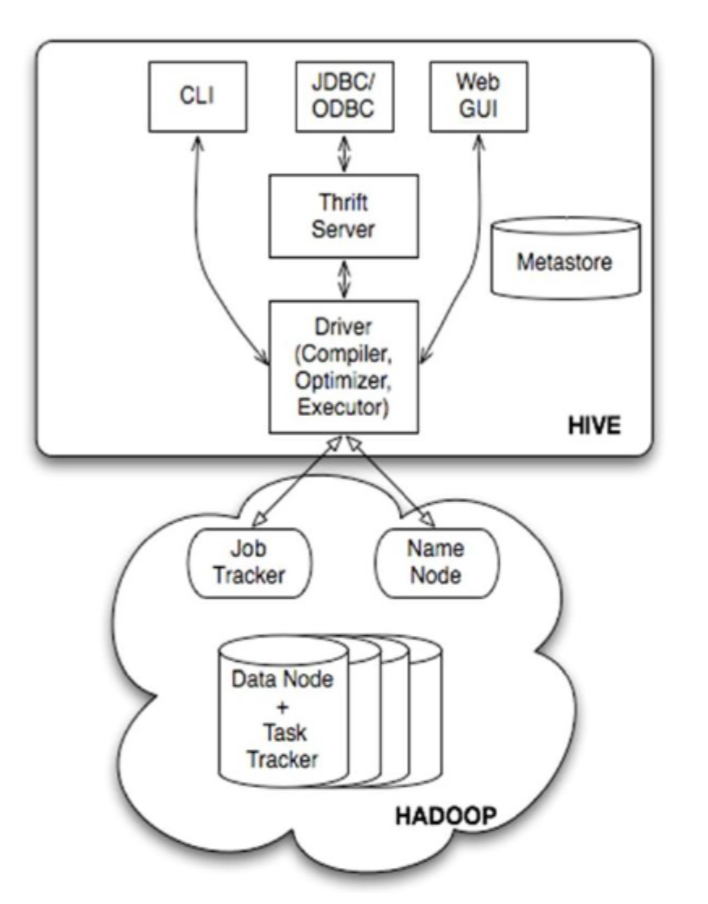 CLI
JDBC/
ODBC
Web
GUI
Thrift
Server
Metastore
Driver
(Compiler,
Optimizer,
Executor)
HIVE
Job
Tracker
Name
Node
Data Node
+
Task
Tracker
HADOOP